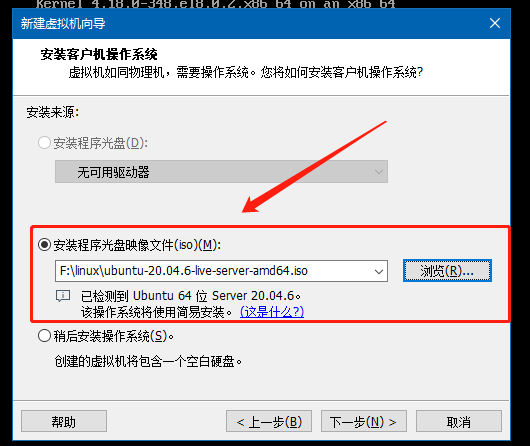 Kernel 4.18.0-348.el8.0.2.x86_64 on an x86_64
新建虚拟机向导
安装客户机操作系统
虚拟机如同物理机，需要操作系统。您将如何安装客户机操作系统?
安装来源:
安装程序光盘(D):
无可用驱动器
安装程序光盘映像文件(iso)(M):
F:\linux\ubuntu-20.04.6-live-server-amd64.iso
浏览(R)...
已检测到 Ubuntu 64 位 Server 20.04.6。
该操作系统将使用简易安装。(这是什么?)
稍后安装操作系统(S)。
创建的虚拟机将包含一个空白硬盘。
帮助
< 上一步(B)
下一步(N) >
取消